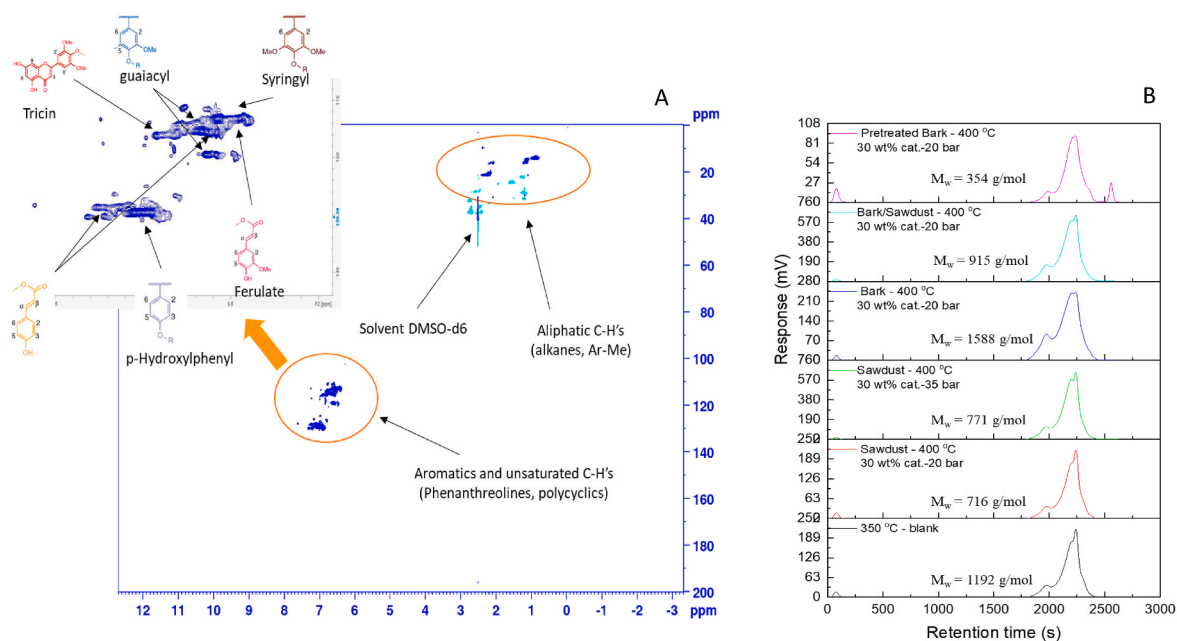 A
B
Tricin
guaiacyl
Syringyl
Ferulate
p-Hydroxylphenyl
OMe
MeO
OMe
HO
OH
O
R
ppm
20
40
60
80
100
120
140
160
180
200
ppm
12 11 10 9 8 7 6 5 4 3 2 1 0 -1 -2 -3 ppm
Solvent DMSO-d6
Aliphatic C-H's
(alkanes, Ar-Me)
Aromatics and unsaturated C-H's
(Phenanthreolines, polycyclics)
Response (mV)
108
81
54
27
Pretreated Bark - 400 °C
30 wt% cat.-20 bar
Mw = 354 g/mol
760
570
380
190
Bark/Sawdust - 400 °C
30 wt% cat.-20 bar
Mw = 915 g/mol
280
210
140
70
Bark - 400 °C
30 wt% cat.-20 bar
Mw = 1588 g/mol
760
570
380
190
Sawdust - 400 °C
30 wt% cat.-35 bar
Mw = 771 g/mol
189
126
63
Sawdust - 400 °C
30 wt% cat.-20 bar
Mw = 716 g/mol
189
126
63
0
350 °C - blank
Mw = 1192 g/mol
0 500 1000 1500 2000 2500 3000
Retention time (s)